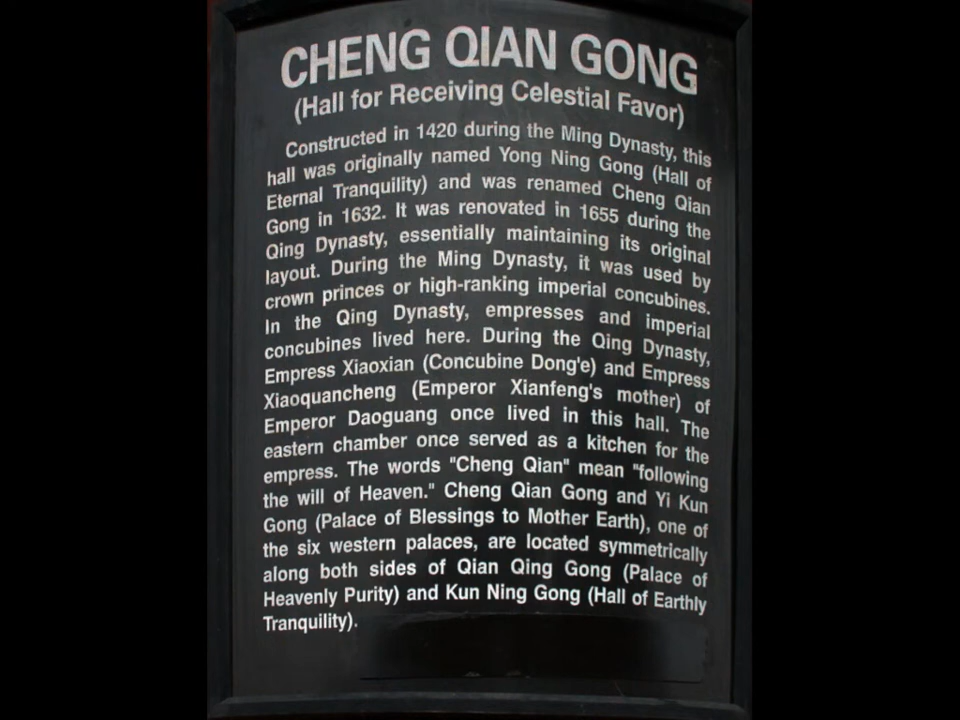 CHENG QIAN GONG
(Hall for Receiving Celestial Favor)
Constructed in 1420 during the Ming Dynasty, this
hall was originally named Yong Ning Gong (Hall of
Eternal Tranquility) and was renamed Cheng Qian
Gong in 1632. It was renovated in 1655 during the
Qing Dynasty, essentially maintaining its original
layout. During the Ming Dynasty, it was used by
crown princes or high-ranking imperial concubines.
In the Qing Dynasty, empresses and imperial
concubines lived here. During the Qing Dynasty,
Empress Xiaoxian (Concubine Dong'e) and Empress
Xiaoquancheng (Emperor Xianfeng's mother) of
Emperor Daoguang once lived in this hall. The
eastern chamber once served as a kitchen for the
empress. The words "Cheng Qian" mean "following
the will of Heaven." Cheng Qian Gong and Yi Kun
Gong (Palace of Blessings to Mother Earth), one of
the six western palaces, are located symmetrically
along both sides of Qian Qing Gong (Palace of
Heavenly Purity) and Kun Ning Gong (Hall of Earthly
Tranquility).